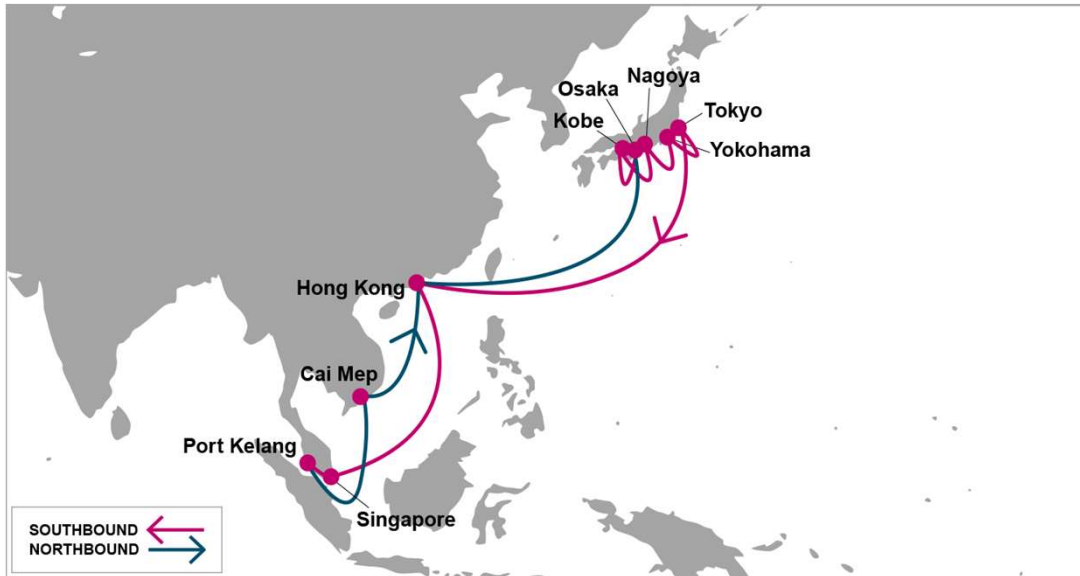 Nagoya
Osaka
Kobe
Tokyo
Yokohama
Hong Kong
Cai Mep
Port Kelang
Singapore
SOUTHBOUND
NORTHBOUND